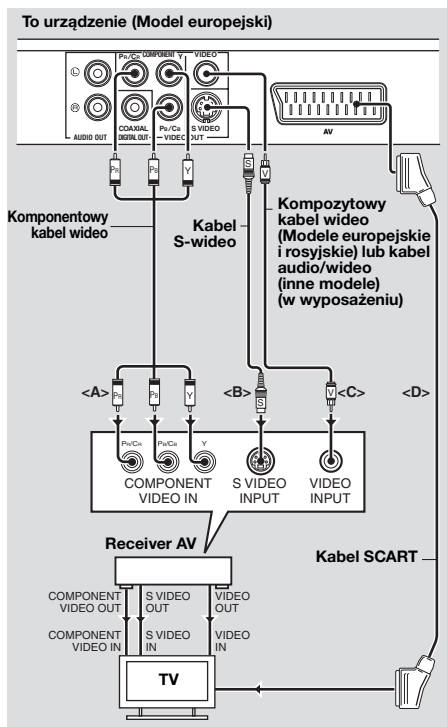 To urządzenie (Model europejski)
PR/CR COMPONENT Y VIDEO
L
R
AUDIO OUT
COAXIAL
DIGITAL OUT
PB/CB
VIDEO OUT
S VIDEO
AV
PR PB Y
S
V
Komponentowy
kabel wideo
Kabel
S-wideo
Kompozytowy
kabel wideo
(Modele europejskie
i rosyjskie) lub kabel
audio/wideo
(inne modele)
(w wyposażeniu)
<A> <B> <C> <D>
PR PB Y
S
V
PR/CR PB/CB Y
COMPONENT
VIDEO IN
S VIDEO
INPUT
VIDEO
INPUT
Receiver AV
Kabel SCART
COMPONENT
VIDEO OUT
S VIDEO
OUT
VIDEO
OUT
COMPONENT
VIDEO IN
S VIDEO
IN
VIDEO
IN
TV